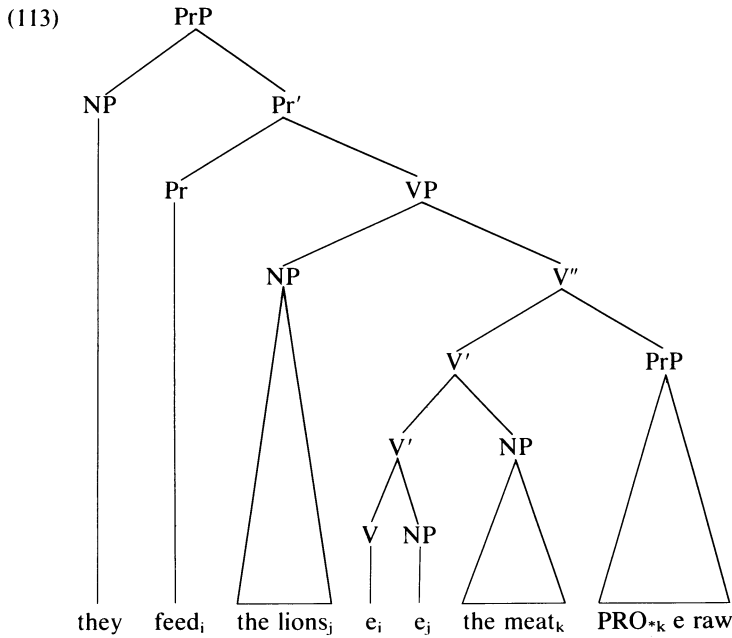 (113) PrP
NP Pr′
Pr VP
NP V″
V′ PrP
V′ NP
V NP
they feedᵢ the lionsⱼ eᵢ eⱼ the meatₖ PRO*ₖ e raw